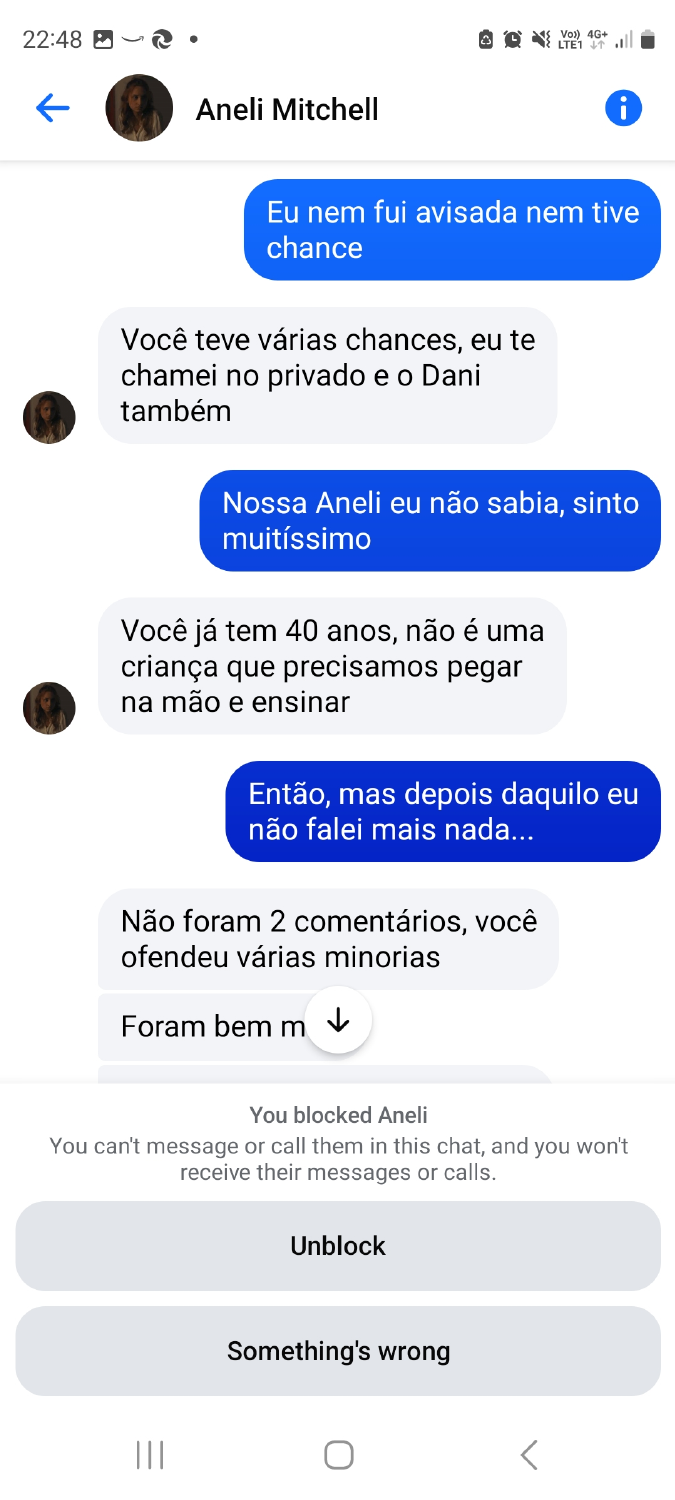 22:48
Vo)) 4G+
LTE1
Aneli Mitchell
Eu nem fui avisada nem tive
chance
Você teve várias chances, eu te
chamei no privado e o Dani
também
Nossa Aneli eu não sabia, sinto
muitíssimo
Você já tem 40 anos, não é uma
criança que precisamos pegar
na mão e ensinar
Então, mas depois daquilo eu
não falei mais nada...
Não foram 2 comentários, você
ofendeu várias minorias
Foram bem m
You blocked Aneli
You can't message or call them in this chat, and you won't
receive their messages or calls.
Unblock
Something's wrong